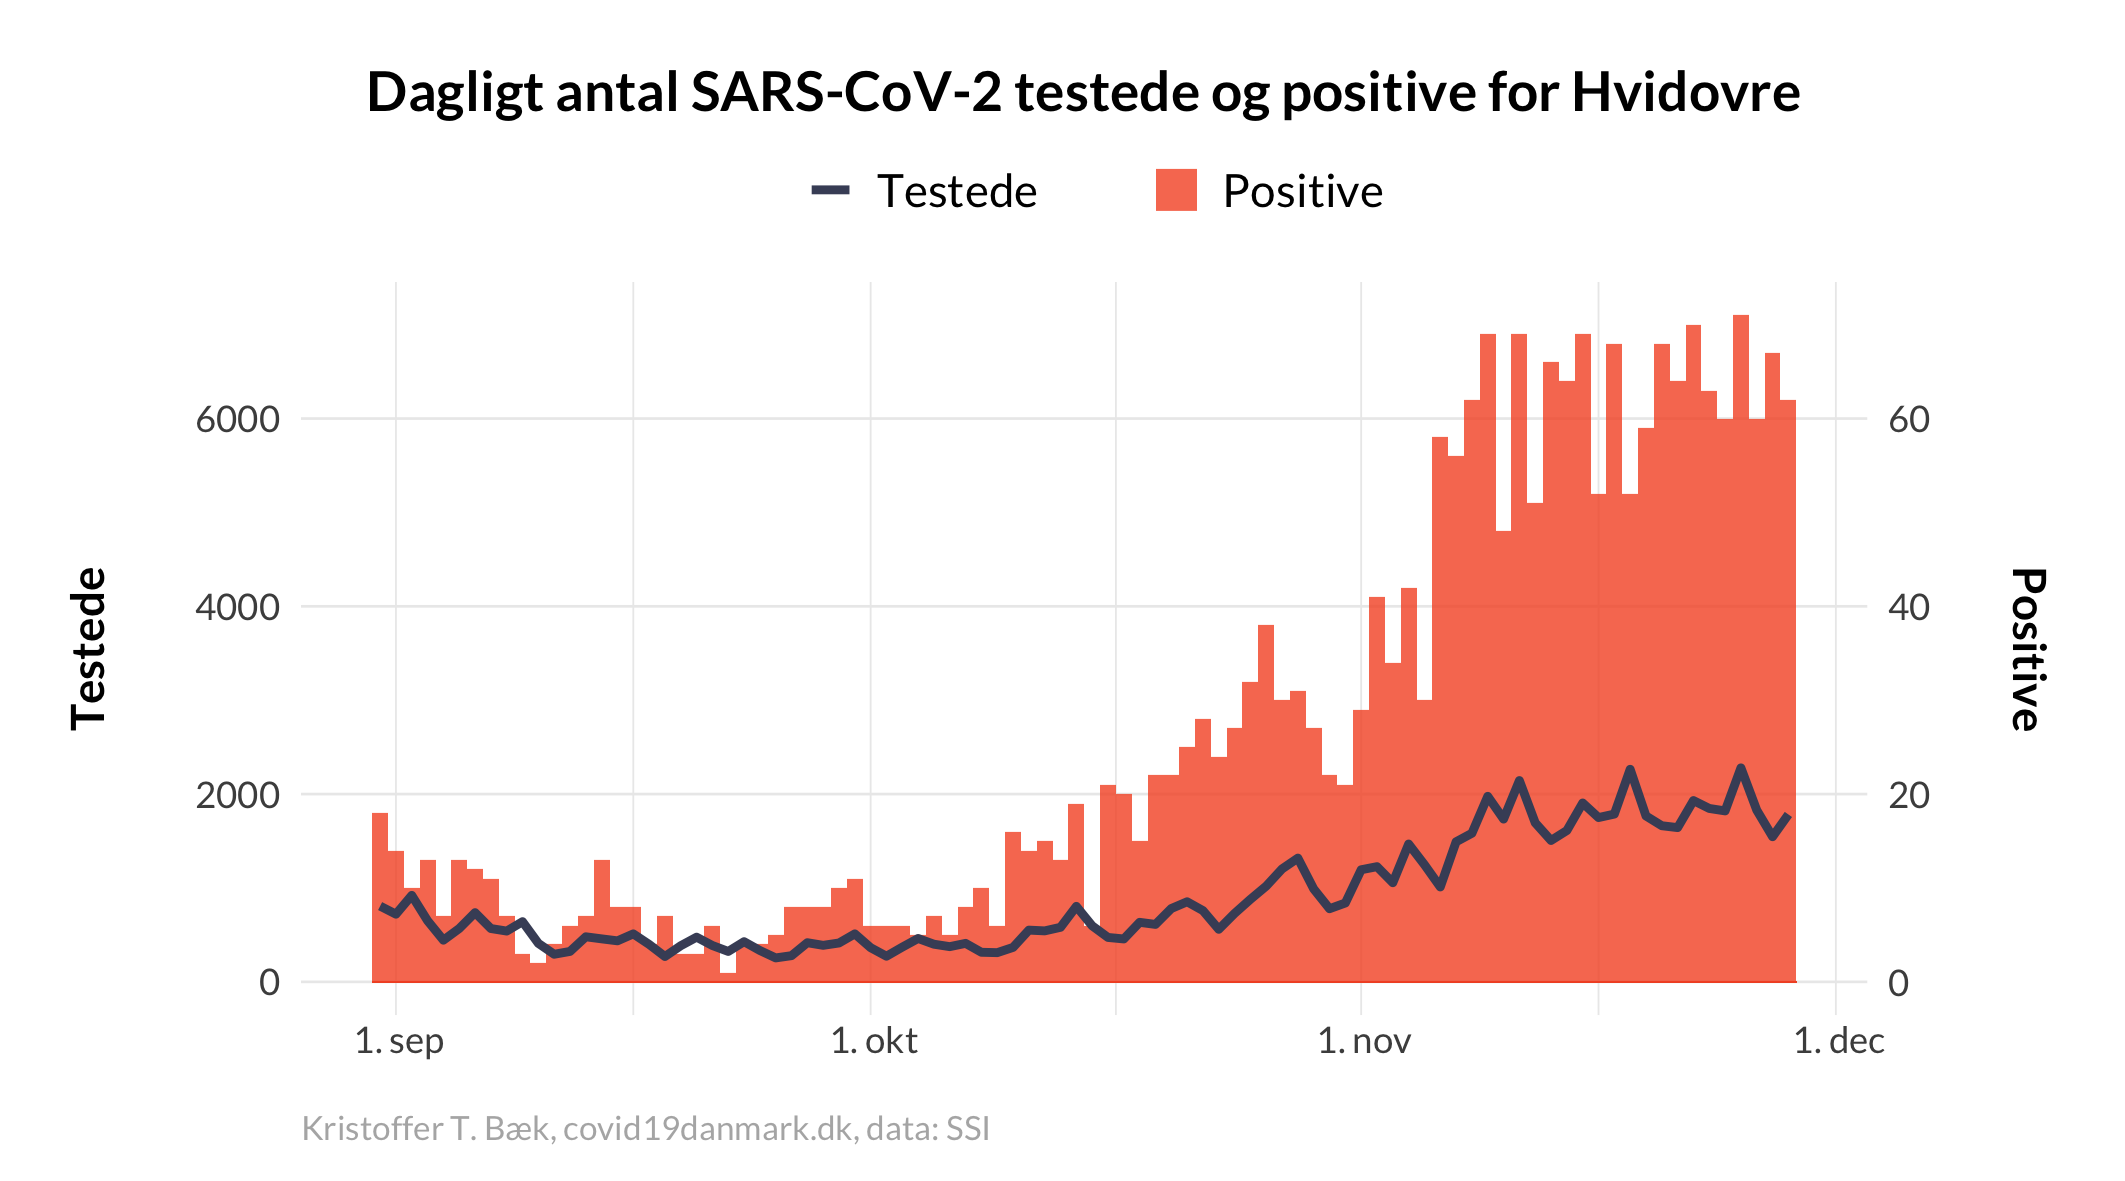 Dagligt antal SARS-CoV-2 testede og positive for Hvidovre
Testede
Positive
Testede
6000
4000
2000
0
60
40
20
0
Positive
1. sep
1. okt
1. nov
1. dec
Kristoffer T. Bæk, covid19danmark.dk, data: SSI